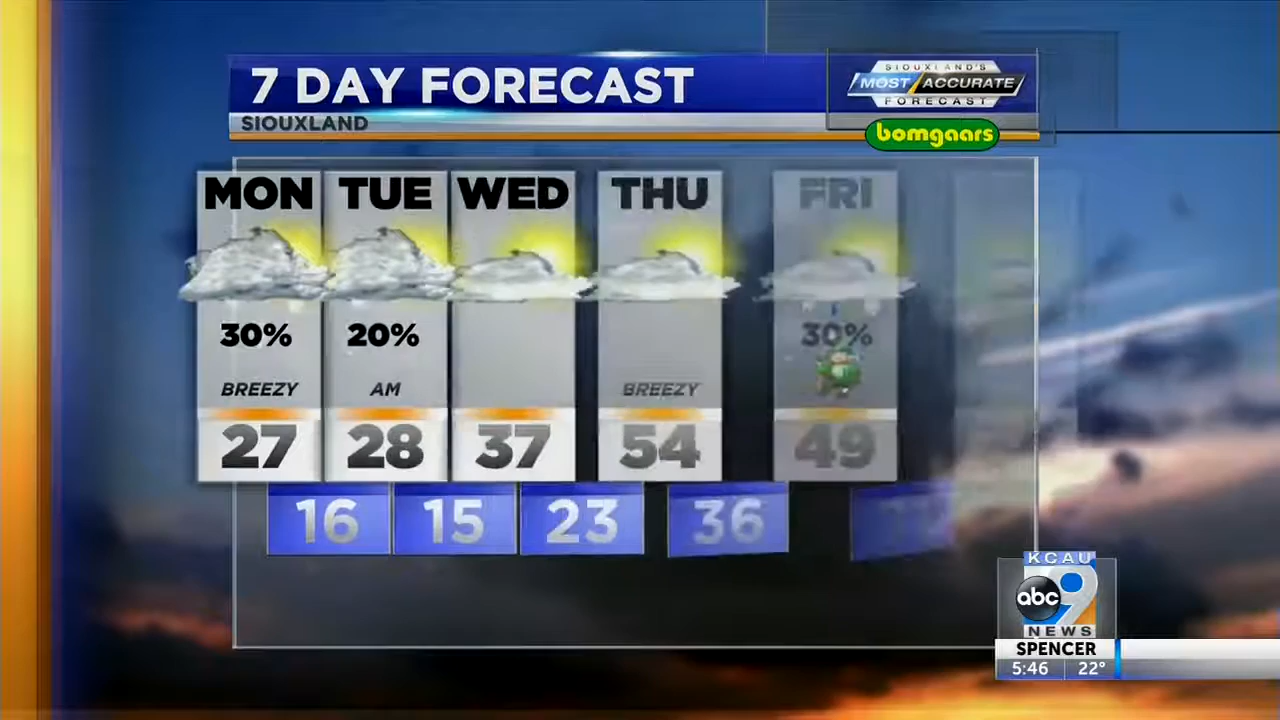 7 DAY FORECAST
SIOUXLAND
SIOUXLAND'S
MOST ACCURATE
FORECAST
bomgaars
MON TUE WED THU FRI
30% 20% 30%
BREEZY AM BREEZY
27 28 37 54 49
16 15 23 36
KCAU
abc 9
NEWS
SPENCER
5:46 22°